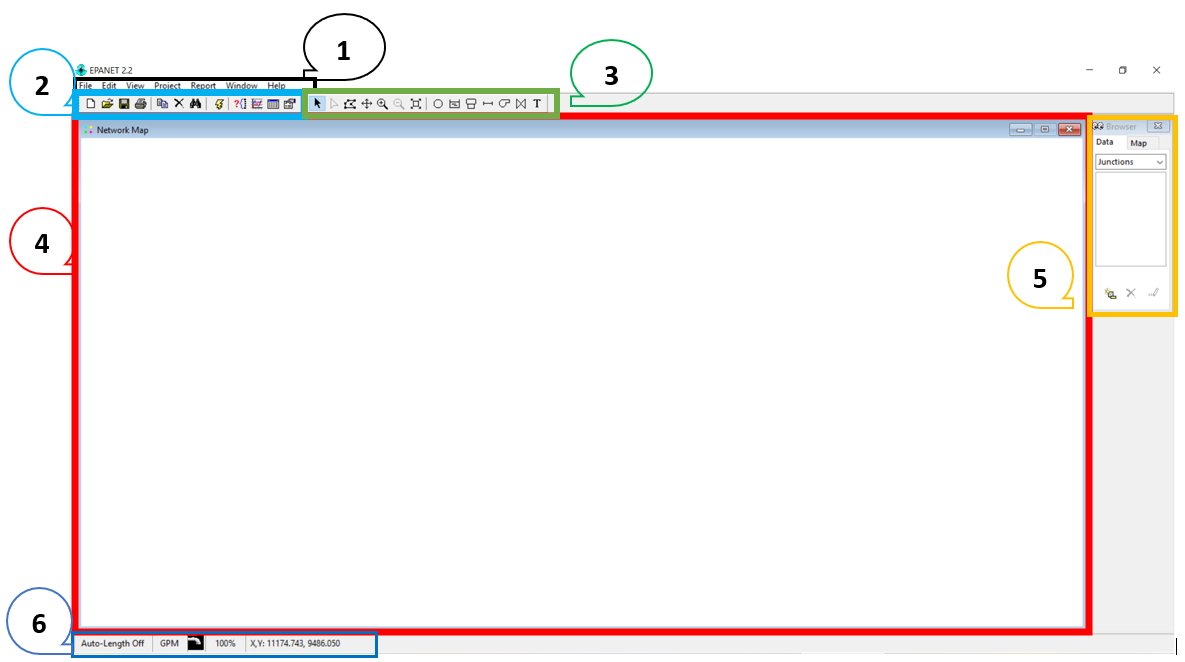 1
3
2
EPANET 2.2
File Edit View Project Report Window Help
T
Network Map
Browser
Data Map
Junctions
4
5
6
Auto-Length Off GPM 100% X,Y: 11174.743, 9486.050